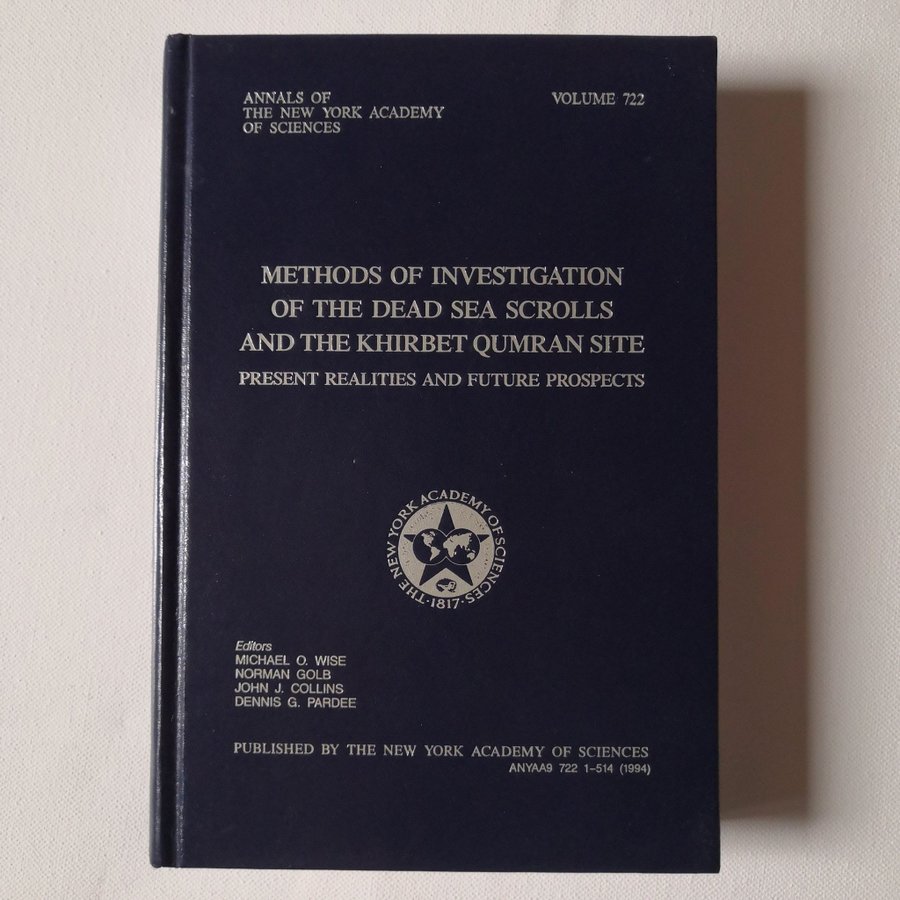 ANNALS OF
THE NEW YORK ACADEMY
OF SCIENCES
VOLUME 722
METHODS OF INVESTIGATION
OF THE DEAD SEA SCROLLS
AND THE KHIRBET QUMRAN SITE
PRESENT REALITIES AND FUTURE PROSPECTS
THE NEW YORK ACADEMY OF SCIENCES
· 1817 ·
Editors
MICHAEL O. WISE
NORMAN GOLB
JOHN J. COLLINS
DENNIS G. PARDEE
PUBLISHED BY THE NEW YORK ACADEMY OF SCIENCES
ANYAA9 722 1–514 (1994)